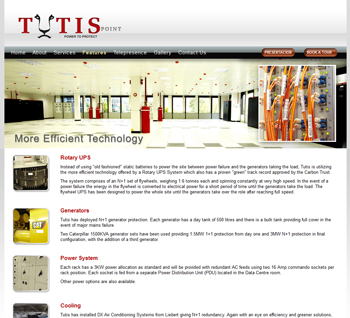 TUTIS POINT
POWER TO PROTECT
Home About Services Features Telepresence Gallery Contact Us
PRESENTATION BOOK A TOUR
More Efficient Technology
Rotary UPS
Instead of using "old fashioned" static batteries to power the site between power failure and the generators taking the load, Tutis is utilizing
the more efficient technology offered by a Rotary UPS System which also has a proven "green" track record approved by the Carbon Trust.
The system comprises of an N+1 set of flywheels, weighing 1.6 tonnes each and spinning constantly at very high speed. In the event of a
power failure the energy in the flywheel is converted to electrical power for a short period of time until the generators take the load. The
flywheel UPS has been designed to power the whole site until the generators take over the role after reaching full speed.
Generators
Tutis has deployed N+1 generator protection. Each generator has a day tank of 500 litres and there is a bulk tank providing full cover in the
event of major mains failure.
Two Caterpillar 1500KVA generator sets have been used providing 1.5MW 1+1 protection from day one and 3MW N+1 protection in final
configuration, with the addition of a third generator.
Power System
Each rack has a 3KW power allocation as standard and will be provided with redundant AC feeds using two 16 Amp commando sockets per
rack position. Each socket is fed from a separate Power Distribution Unit (PDU) located in the Data Centre room.
Other power options are also available.
Cooling
Tutis has installed DX Air Conditioning Systems from Liebert giving N+1 redundancy. Again with an eye on efficiency and greener solutions,